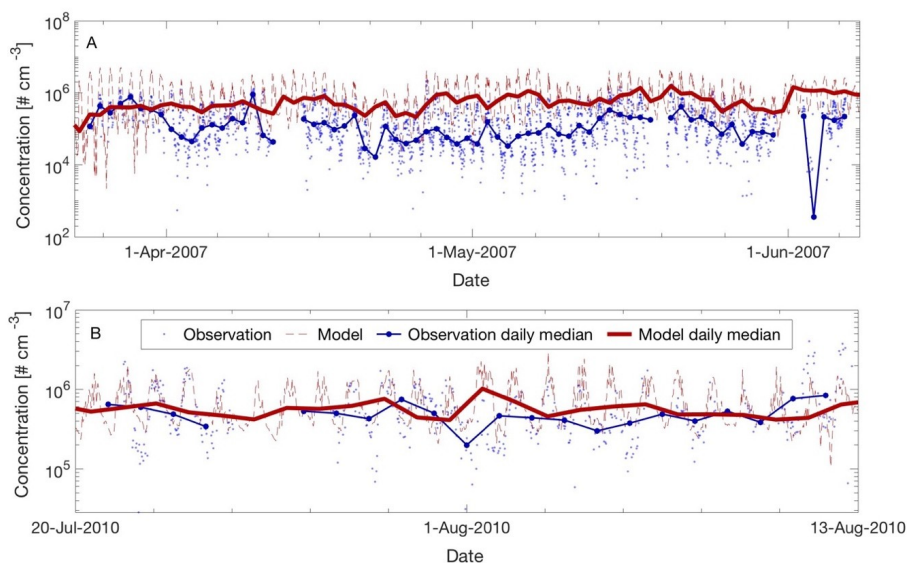 10^8
A
10^6
Concentration [# cm^-3]
10^4
10^2
1-Apr-2007
1-May-2007
1-Jun-2007
Date
10^7
B
Observation
Model
Observation daily median
Model daily median
10^6
Concentration [# cm^-3]
10^5
20-Jul-2010
1-Aug-2010
13-Aug-2010
Date